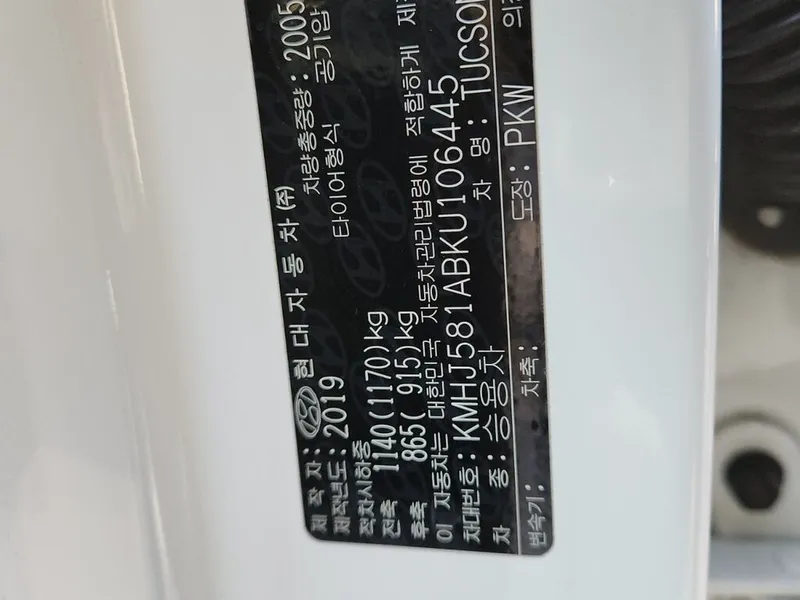 제 작 자: 현 대 자 동 차 (주)
제작년도: 2019 차량총중량: 2005
적차시하중 타이어형식 공기압
전축 1140(1170)kg
후축 865( 915)kg
이 자동차는 대한민국 자동차관리법령에 적합하게 제
차대번호: KMHJ581ABKU106445
차 종: 승용차 차 명: TUCSON
변속기: 차축: 도장: PKW 의